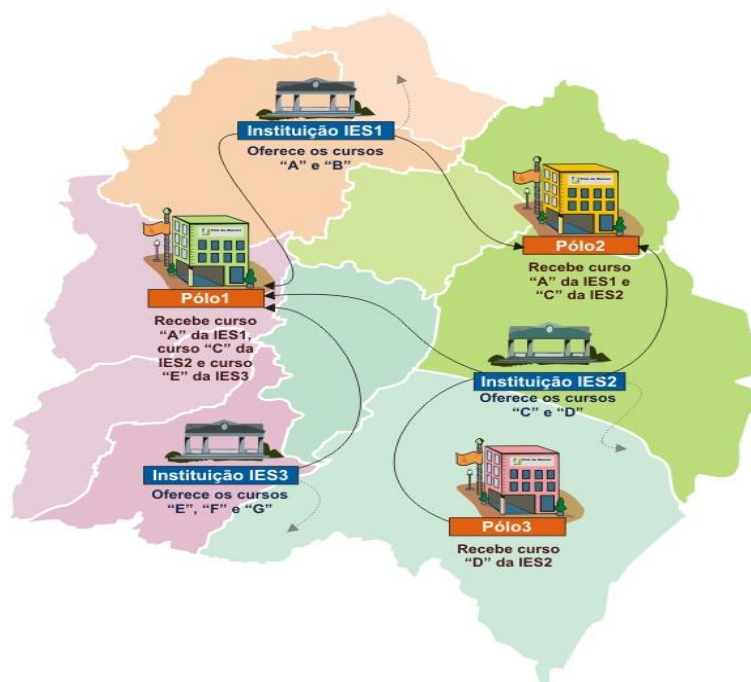 Instituição IES1
Oferece os cursos
“A” e “B”
Pólo2
Recebe curso
“A” da IES1 e
“C” da IES2
Pólo1
Recebe curso
“A” da IES1,
curso “C” da
IES2 e curso
“E” da IES3
Instituição IES2
Oferece os cursos
“C” e “D”
Instituição IES3
Oferece os cursos
“E”, “F” e “G”
Pólo3
Recebe curso
“D” da IES2